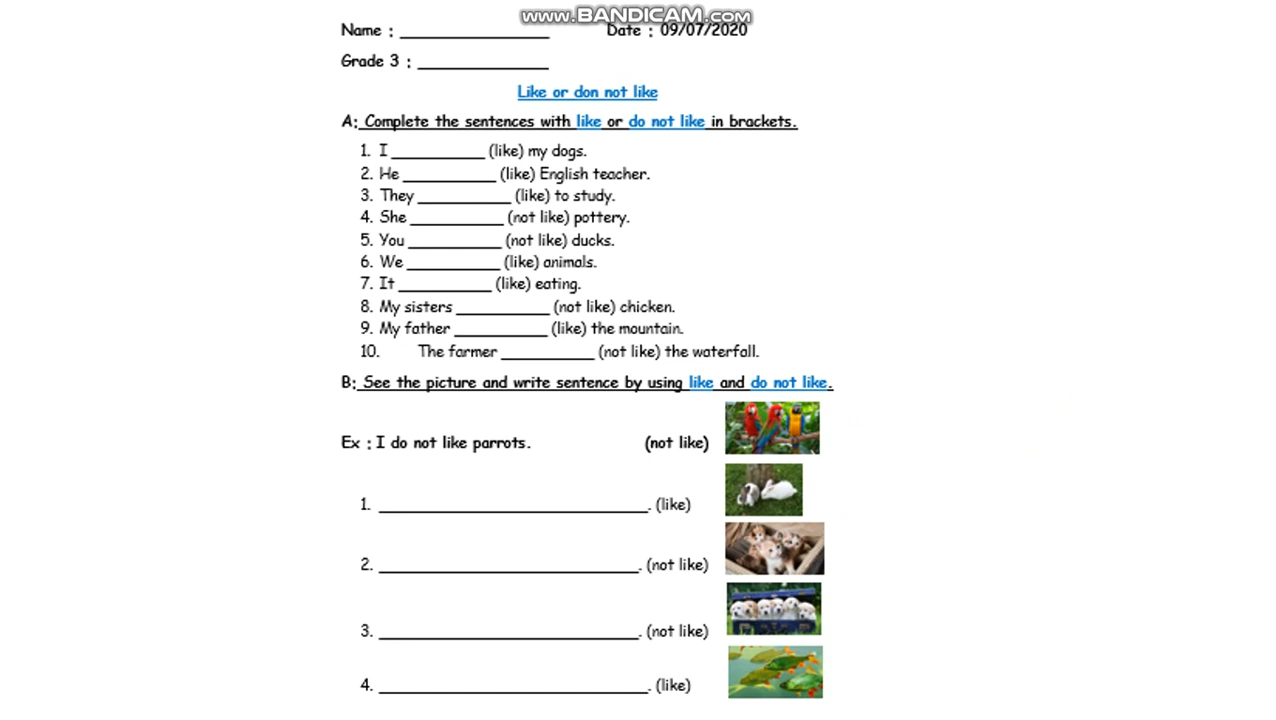 www.BANDICAM.com
Name : _______________ Date : 09/07/2020
Grade 3 : _____________
Like or don not like
A: Complete the sentences with like or do not like in brackets.
1. I __________ (like) my dogs.
2. He __________ (like) English teacher.
3. They __________ (like) to study.
4. She __________ (not like) pottery.
5. You __________ (not like) ducks.
6. We __________ (like) animals.
7. It __________ (like) eating.
8. My sisters __________ (not like) chicken.
9. My father __________ (like) the mountain.
10. The farmer __________ (not like) the waterfall.
B: See the picture and write sentence by using like and do not like.
Ex : I do not like parrots. (not like)
1. _____________________________. (like)
2. ____________________________. (not like)
3. ____________________________. (not like)
4. _____________________________. (like)